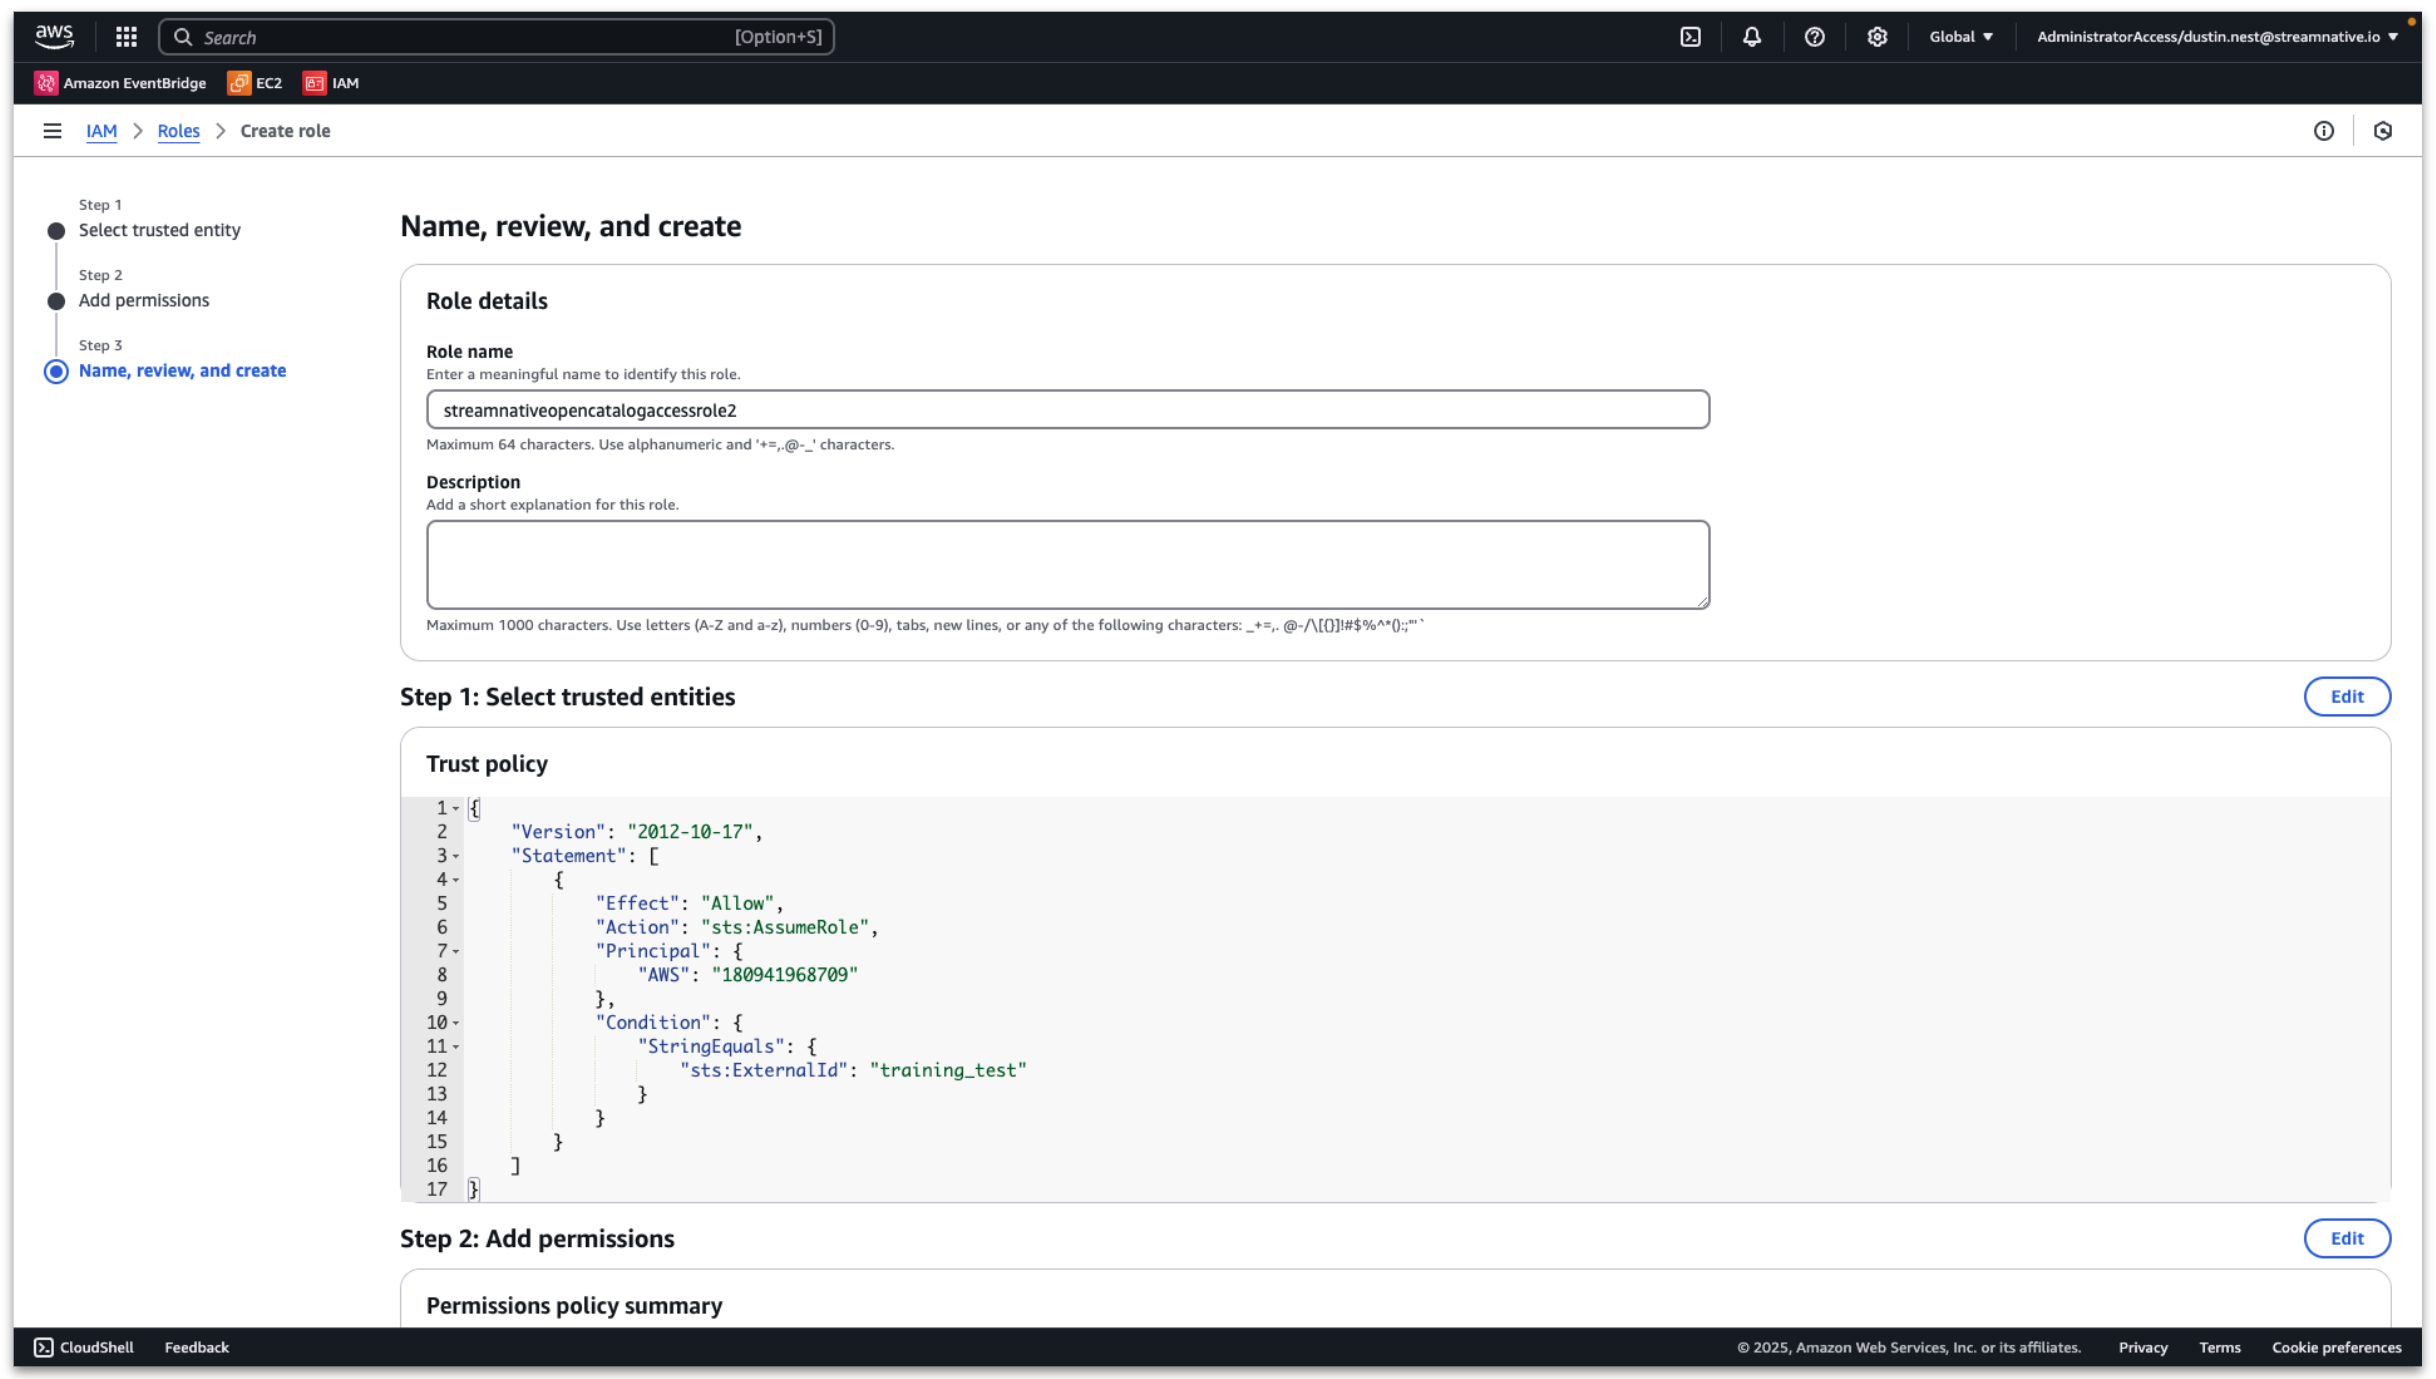 aws
Search [Option+S] Global AdministratorAccess/dustin.nest@streamnative.io
Amazon EventBridge EC2 IAM
IAM Roles Create role
Step 1
Select trusted entity
Step 2
Add permissions
Step 3
Name, review, and create
Name, review, and create
Role details
Role name
Enter a meaningful name to identify this role.
streamnativeopencatalogaccessrole2
Maximum 64 characters. Use alphanumeric and '+=,.@-_' characters.
Description
Add a short explanation for this role.
Maximum 1000 characters. Use letters (A-Z and a-z), numbers (0-9), tabs, new lines, or any of the following characters: _+=,. @-/\[{}]!#$%^*();:"'`
Step 1: Select trusted entities
Edit
Trust policy
1 {
2 "Version": "2012-10-17",
3 "Statement": [
4 {
5 "Effect": "Allow",
6 "Action": "sts:AssumeRole",
7 "Principal": {
8 "AWS": "180941968709"
9 },
10 "Condition": {
11 "StringEquals": {
12 "sts:ExternalId": "training_test"
13 }
14 }
15 }
16 ]
17 }
Step 2: Add permissions
Edit
Permissions policy summary
CloudShell Feedback © 2025, Amazon Web Services, Inc. or its affiliates. Privacy Terms Cookie preferences